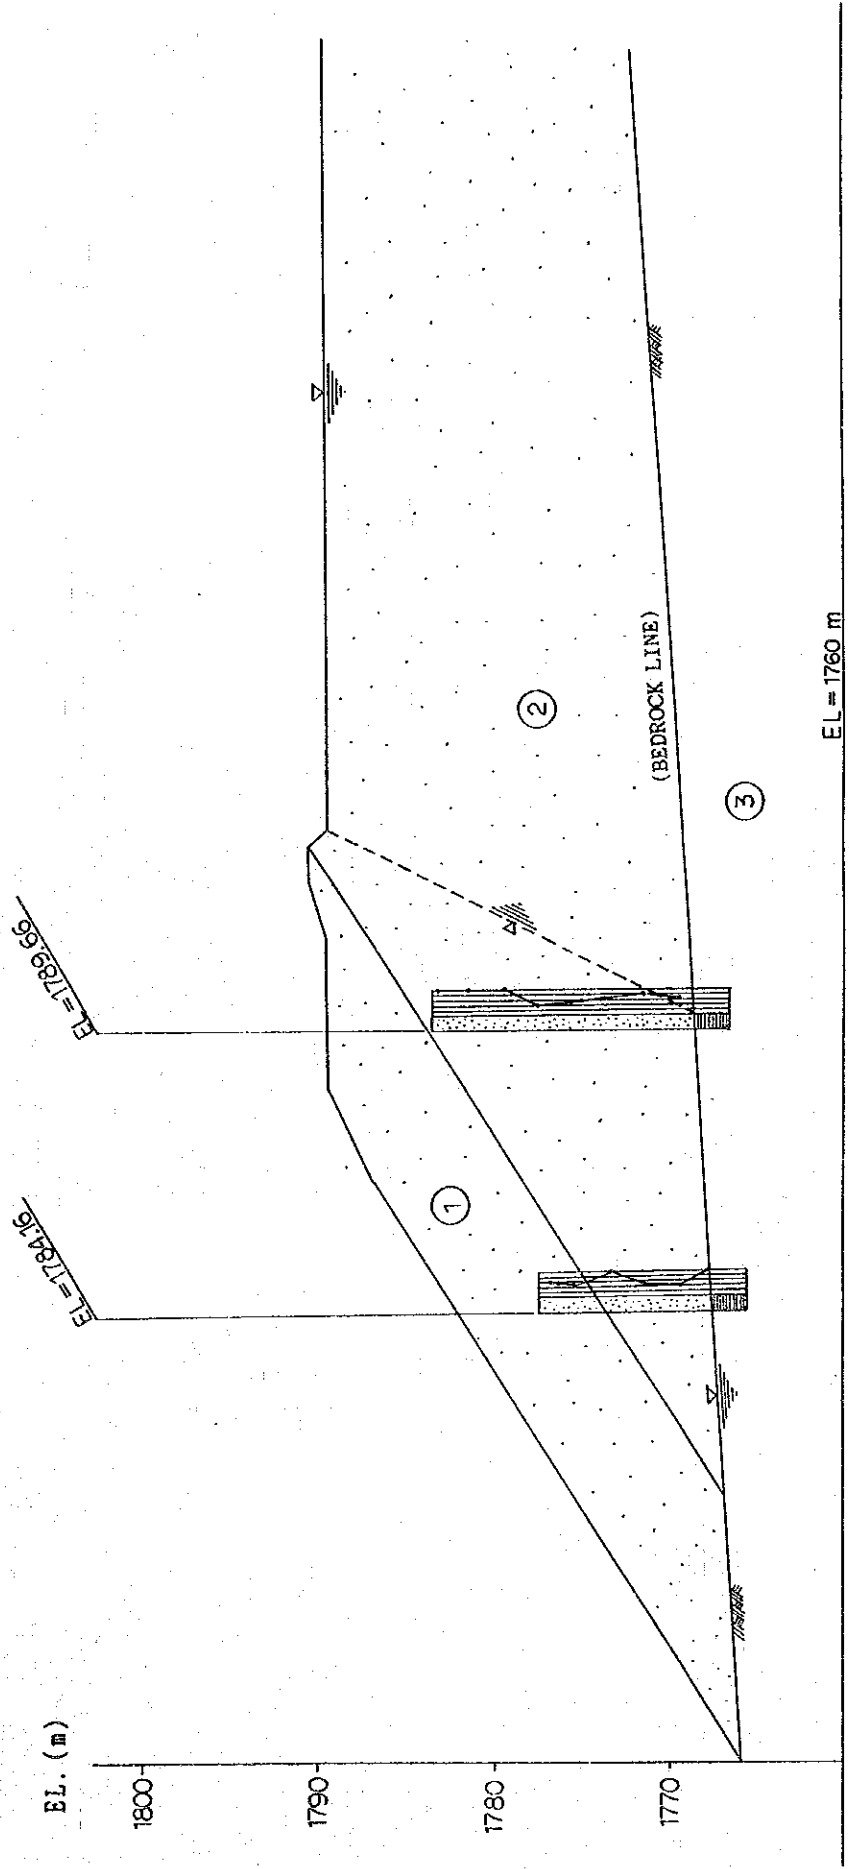 EL. (m)
1800
1790
1780
1770
EL=1784.16
EL=1789.66
1
2
(BEDROCK LINE)
3
EL = 1760 m